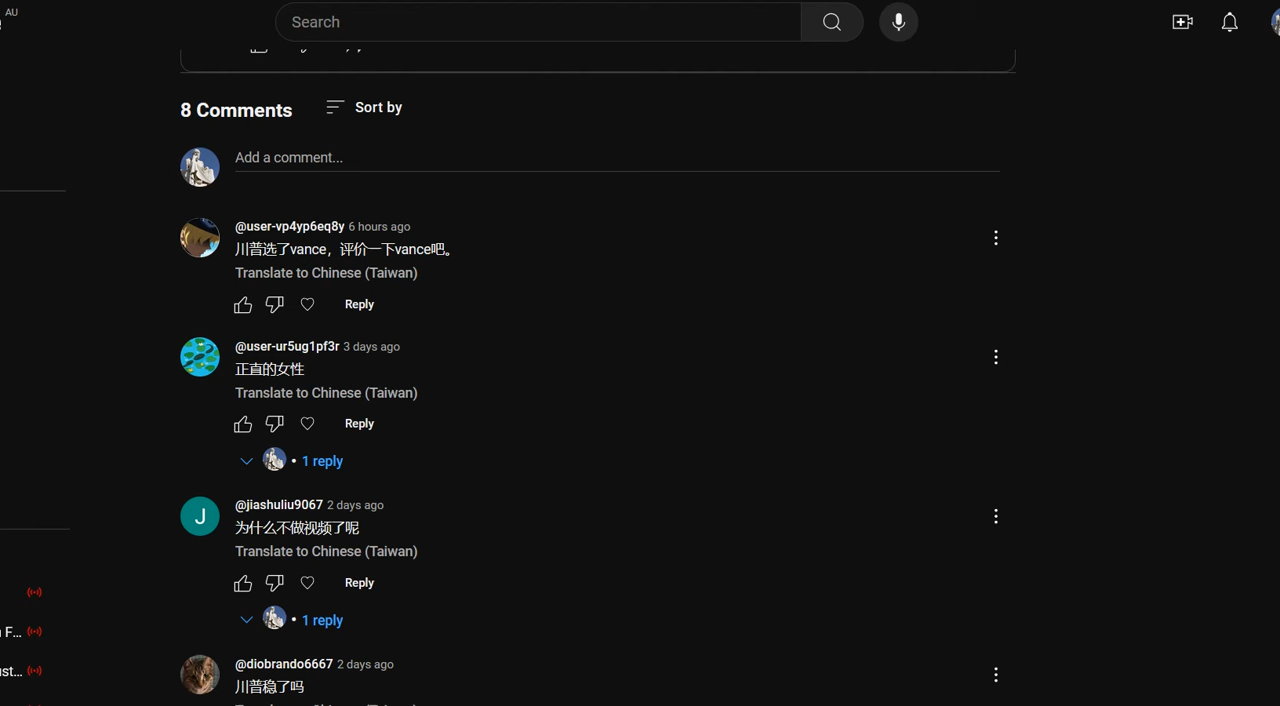 AU
Search
8 Comments
Sort by
Add a comment...
@user-vp4yp6eq8y 6 hours ago
川普选了vance，评价一下vance吧。
Translate to Chinese (Taiwan)
Reply
@user-ur5ug1pf3r 3 days ago
正直的女性
Translate to Chinese (Taiwan)
Reply
• 1 reply
J
@jiashuliu9067 2 days ago
为什么不做视频了呢
Translate to Chinese (Taiwan)
Reply
• 1 reply
F...
ust...
@diobrando6667 2 days ago
川普稳了吗